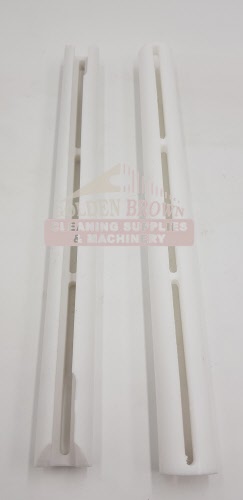 GOLDEN BROWN
CLEANING SUPPLIES
& MACHINERY